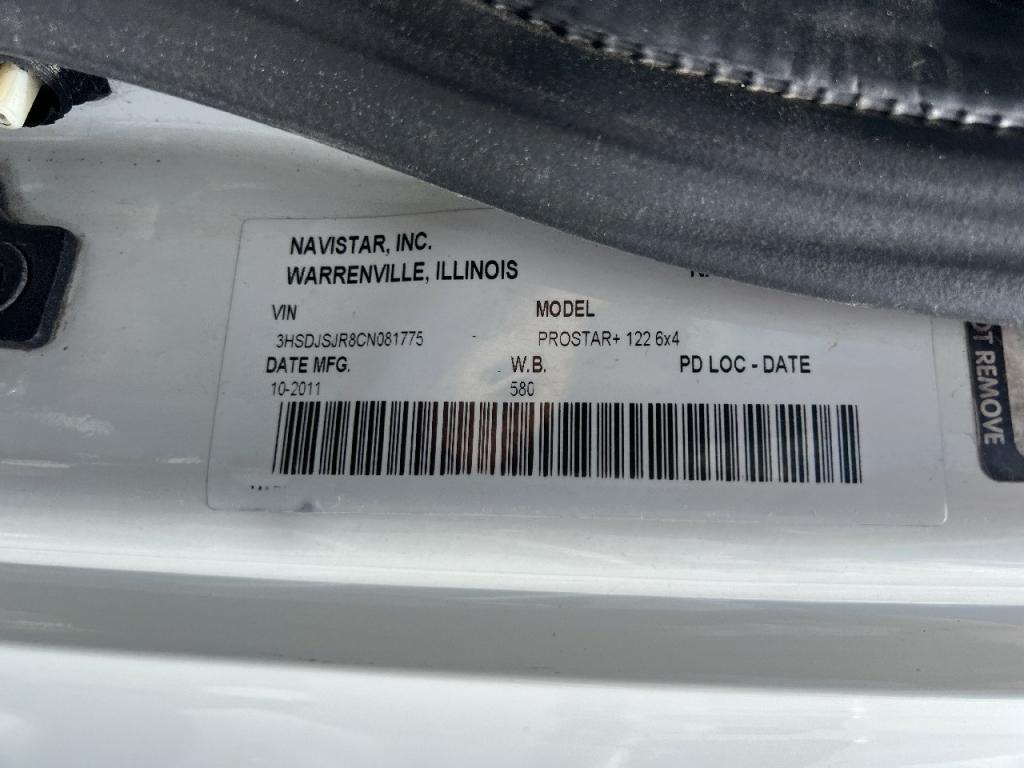 NAVISTAR, INC.
WARRENVILLE, ILLINOIS
VIN MODEL
3HSDJSJR8CN081775 - PROSTAR+ 122 6x4
DATE MFG. W.B. PD LOC - DATE
10-2011 580
REMOVE